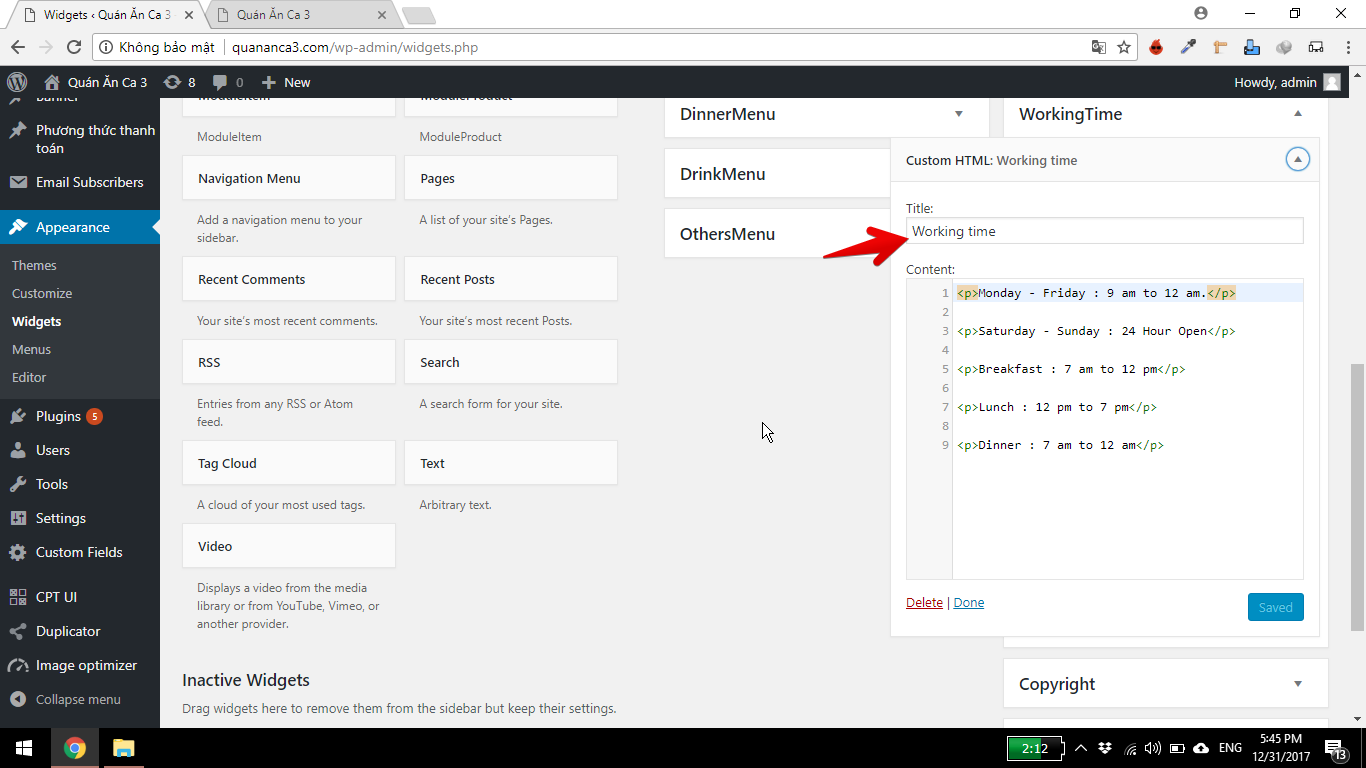 Widgets ‹ Quán Ăn Ca 3
Quán Ăn Ca 3
Không bảo mật
quananca3.com/wp-admin/widgets.php
Quán Ăn Ca 3
8
0
New
Howdy, admin
Banner
Phương thức thanh
toán
Email Subscribers
Appearance
Themes
Customize
Widgets
Menus
Editor
Plugins 5
Users
Tools
Settings
Custom Fields
CPT UI
Duplicator
Image optimizer
Collapse menu
ModuleItem
ModuleProduct
ModuleItem
ModuleProduct
Navigation Menu
Pages
Add a navigation menu to your
sidebar.
A list of your site's Pages.
Recent Comments
Recent Posts
Your site's most recent comments.
Your site's most recent Posts.
RSS
Search
Entries from any RSS or Atom
feed.
A search form for your site.
Tag Cloud
Text
A cloud of your most used tags.
Arbitrary text.
Video
Displays a video from the media
library or from YouTube, Vimeo, or
another provider.
Inactive Widgets
Drag widgets here to remove them from the sidebar but keep their settings.
DinnerMenu
DrinkMenu
OthersMenu
WorkingTime
Custom HTML: Working time
Title:
Working time
Content:
1 <p>Monday - Friday : 9 am to 12 am.</p>
2
3 <p>Saturday - Sunday : 24 Hour Open</p>
4
5 <p>Breakfast : 7 am to 12 pm</p>
6
7 <p>Lunch : 12 pm to 7 pm</p>
8
9 <p>Dinner : 7 am to 12 am</p>
Delete | Done
Saved
Copyright
2:12
ENG
5:45 PM
12/31/2017
13